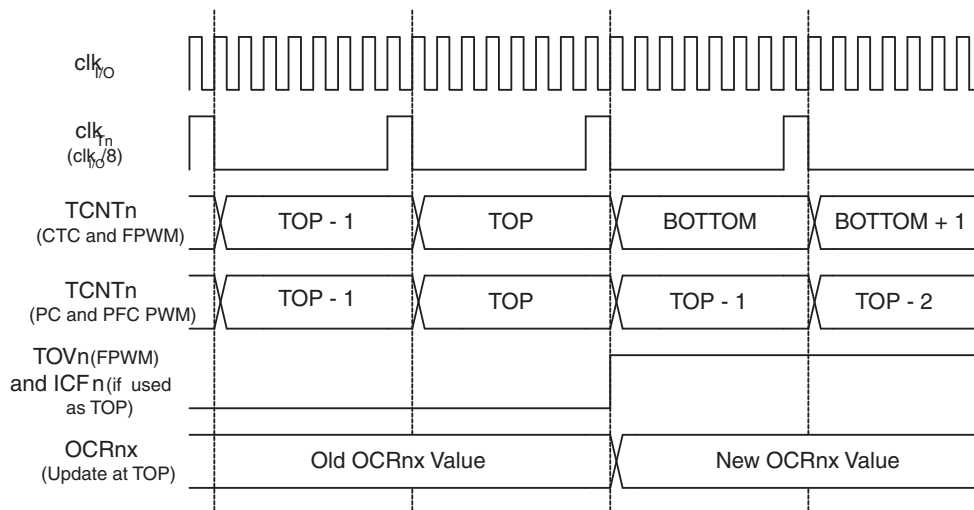 clkI/O
clkTn
(clkI/O/8)
TCNTn
(CTC and FPWM)
TOP - 1
TOP
BOTTOM
BOTTOM + 1
TCNTn
(PC and PFC PWM)
TOP - 1
TOP
TOP - 1
TOP - 2
TOVn(FPWM)
and ICFn(if used
as TOP)
OCRnx
(Update at TOP)
Old OCRnx Value
New OCRnx Value